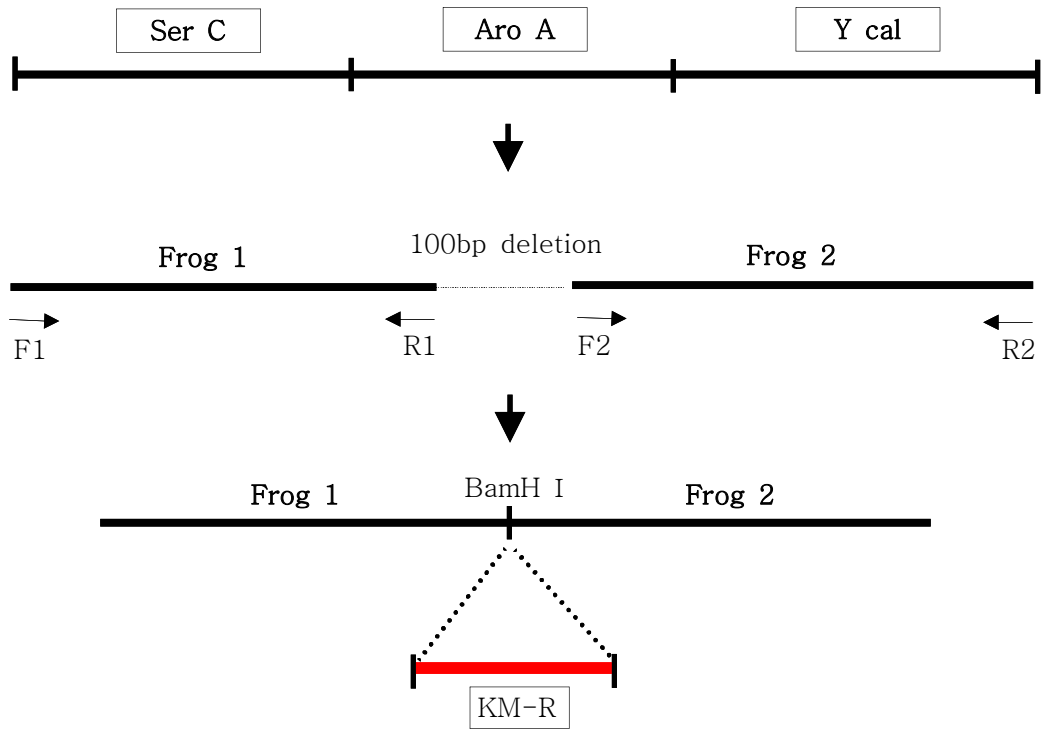 Ser C
Aro A
Y cal
100bp deletion
Frog 1
Frog 2
F1
R1
F2
R2
BamH I
Frog 1
Frog 2
KM-R